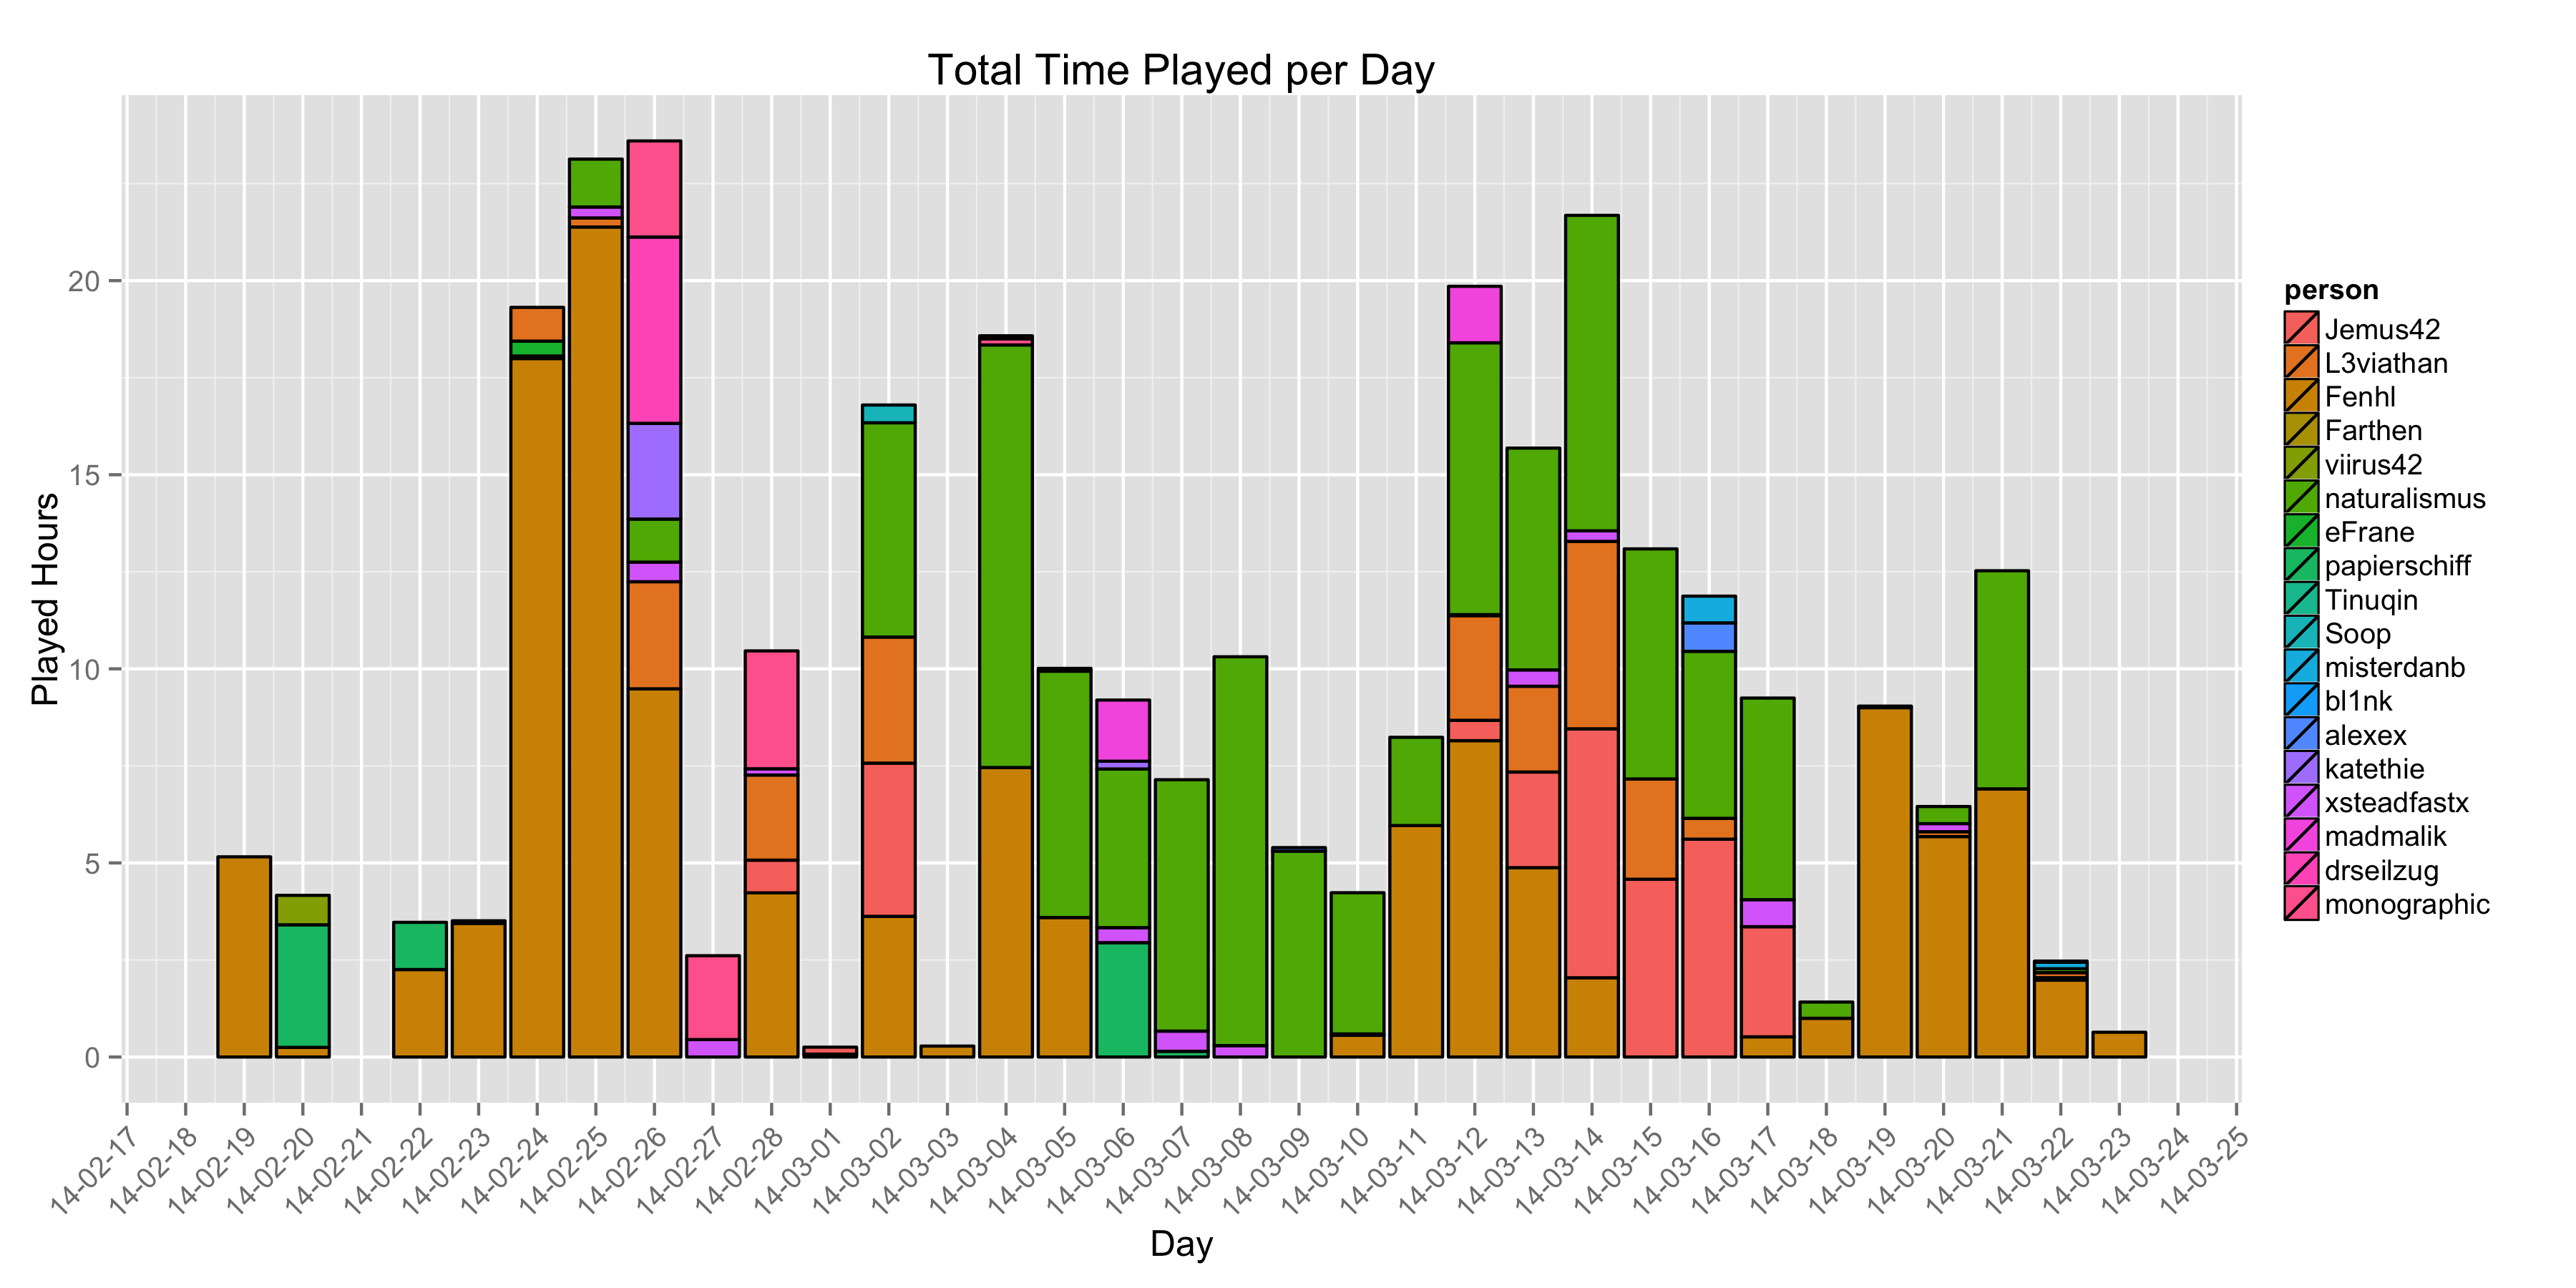 Total Time Played per Day
Played Hours
20
15
10
5
0
14-02-17
14-02-18
14-02-19
14-02-20
14-02-21
14-02-22
14-02-23
14-02-24
14-02-25
14-02-26
14-02-27
14-02-28
14-03-01
14-03-02
14-03-03
14-03-04
14-03-05
14-03-06
14-03-07
14-03-08
14-03-09
14-03-10
14-03-11
14-03-12
14-03-13
14-03-14
14-03-15
14-03-16
14-03-17
14-03-18
14-03-19
14-03-20
14-03-21
14-03-22
14-03-23
14-03-24
14-03-25
Day
person
Jemus42
L3viathan
Fenhl
Farthen
viirus42
naturalismus
eFrane
papierschiff
Tinuqin
Soop
misterdanb
bl1nk
alexex
katethie
xsteadfastx
madmalik
drseilzug
monographic